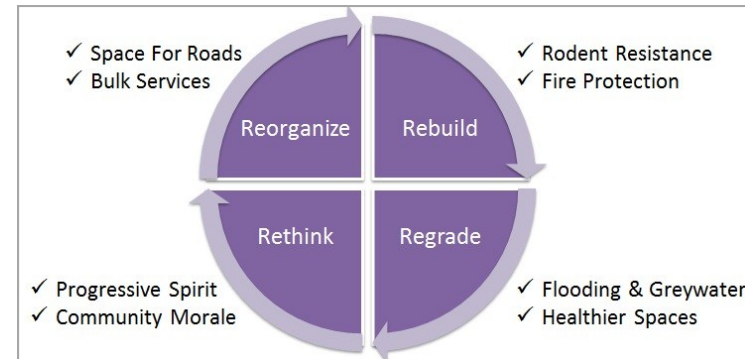 ✓ Space For Roads
✓ Bulk Services
✓ Rodent Resistance
✓ Fire Protection
Reorganize
Rebuild
Rethink
Regrade
✓ Progressive Spirit
✓ Community Morale
✓ Flooding & Greywater
✓ Healthier Spaces